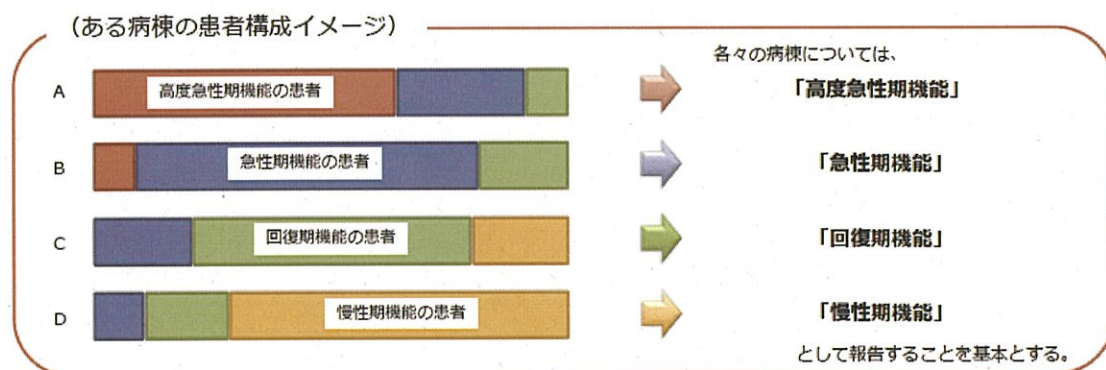 （ある病棟の患者構成イメージ）
各々の病棟については、
A 高度急性期機能の患者 「高度急性期機能」
B 急性期機能の患者 「急性期機能」
C 回復期機能の患者 「回復期機能」
D 慢性期機能の患者 「慢性期機能」
として報告することを基本とする。